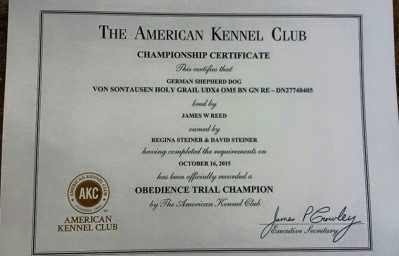 THE AMERICAN KENNEL CLUB
CHAMPIONSHIP CERTIFICATE
This certifies that
GERMAN SHEPHERD DOG
VON SONTAUSEN HOLY GRAIL UDX4 OM5 BN GN RE – DN27740405
bred by
JAMES W REED
owned by
REGINA STEINER & DAVID STEINER
having completed the requirements on
OCTOBER 16, 2015
has been officially recorded a
OBEDIENCE TRIAL CHAMPION
by The American Kennel Club
AMERICAN KENNEL CLUB
AKC
AMERICAN
KENNEL CLUB
James P Crowley
Executive Secretary